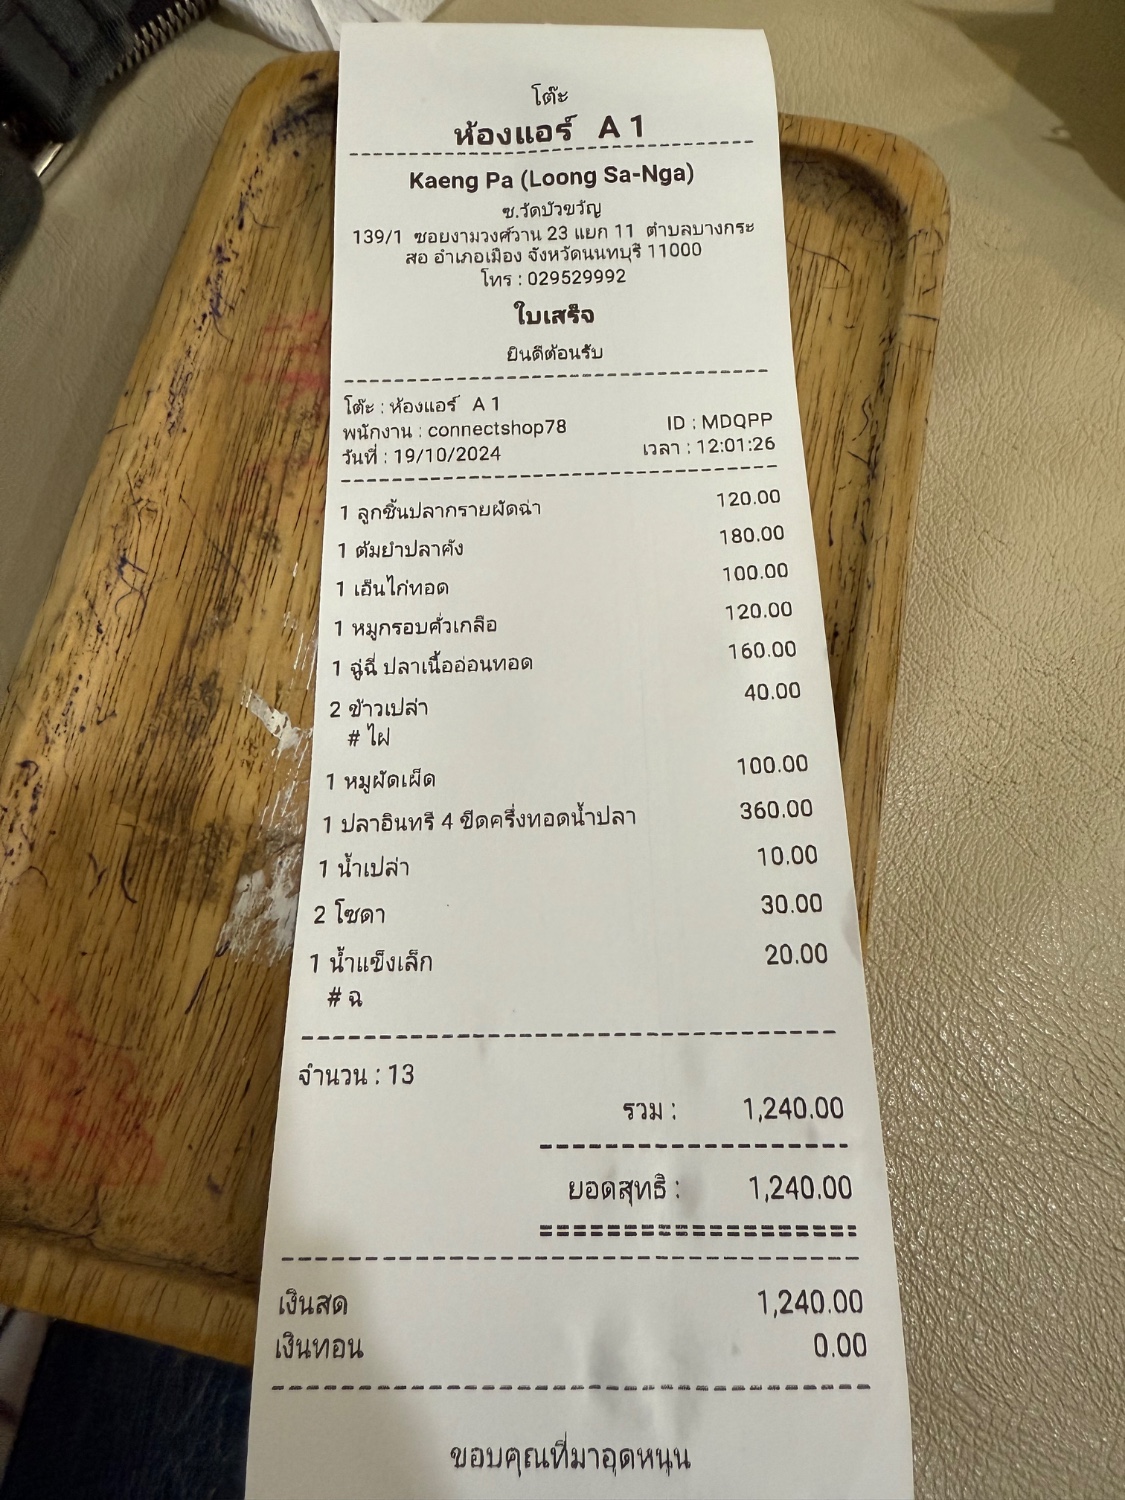 โต๊ะ
ห้องแอร์ A 1
Kaeng Pa (Loong Sa-Nga)
ซ.วัดบัวขวัญ
139/1 ซอยงามวงศ์วาน 23 แยก 11 ตำบลบางกระ
สอ อำเภอเมือง จังหวัดนนทบุรี 11000
โทร : 029529992
ใบเสร็จ
ยินดีต้อนรับ
โต๊ะ : ห้องแอร์ A 1
พนักงาน : connectshop78 ID : MDQPP
วันที่ : 19/10/2024 เวลา : 12:01:26
1 ลูกชิ้นปลากรายผัดฉ่า 120.00
1 ต้มยำปลาคัง 180.00
1 เอ็นไก่ทอด 100.00
1 หมูกรอบคั่วเกลือ 120.00
1 ฉู่ฉี่ ปลาเนื้ออ่อนทอด 160.00
2 ข้าวเปล่า 40.00
# ไฝ
1 หมูผัดเผ็ด 100.00
1 ปลาอินทรี 4 ขีดครึ่งทอดน้ำปลา 360.00
1 น้ำเปล่า 10.00
2 โซดา 30.00
1 น้ำแข็งเล็ก 20.00
# ฉ
จำนวน : 13
รวม : 1,240.00
ยอดสุทธิ : 1,240.00
เงินสด 1,240.00
เงินทอน 0.00
ขอบคุณที่มาอุดหนุน